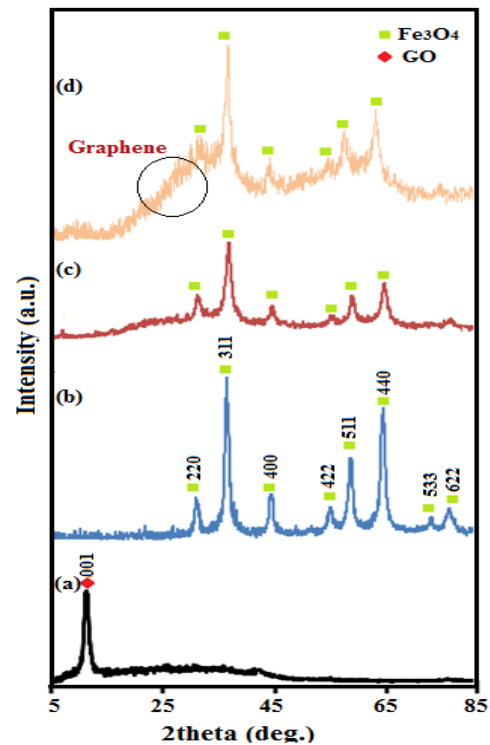 Fe3O4
GO
(d)
Graphene
(c)
311
(b)
440
511
220
400
422
533
622
(a)
001
Intensity (a.u.)
5 25 45 65 85
2theta (deg.)